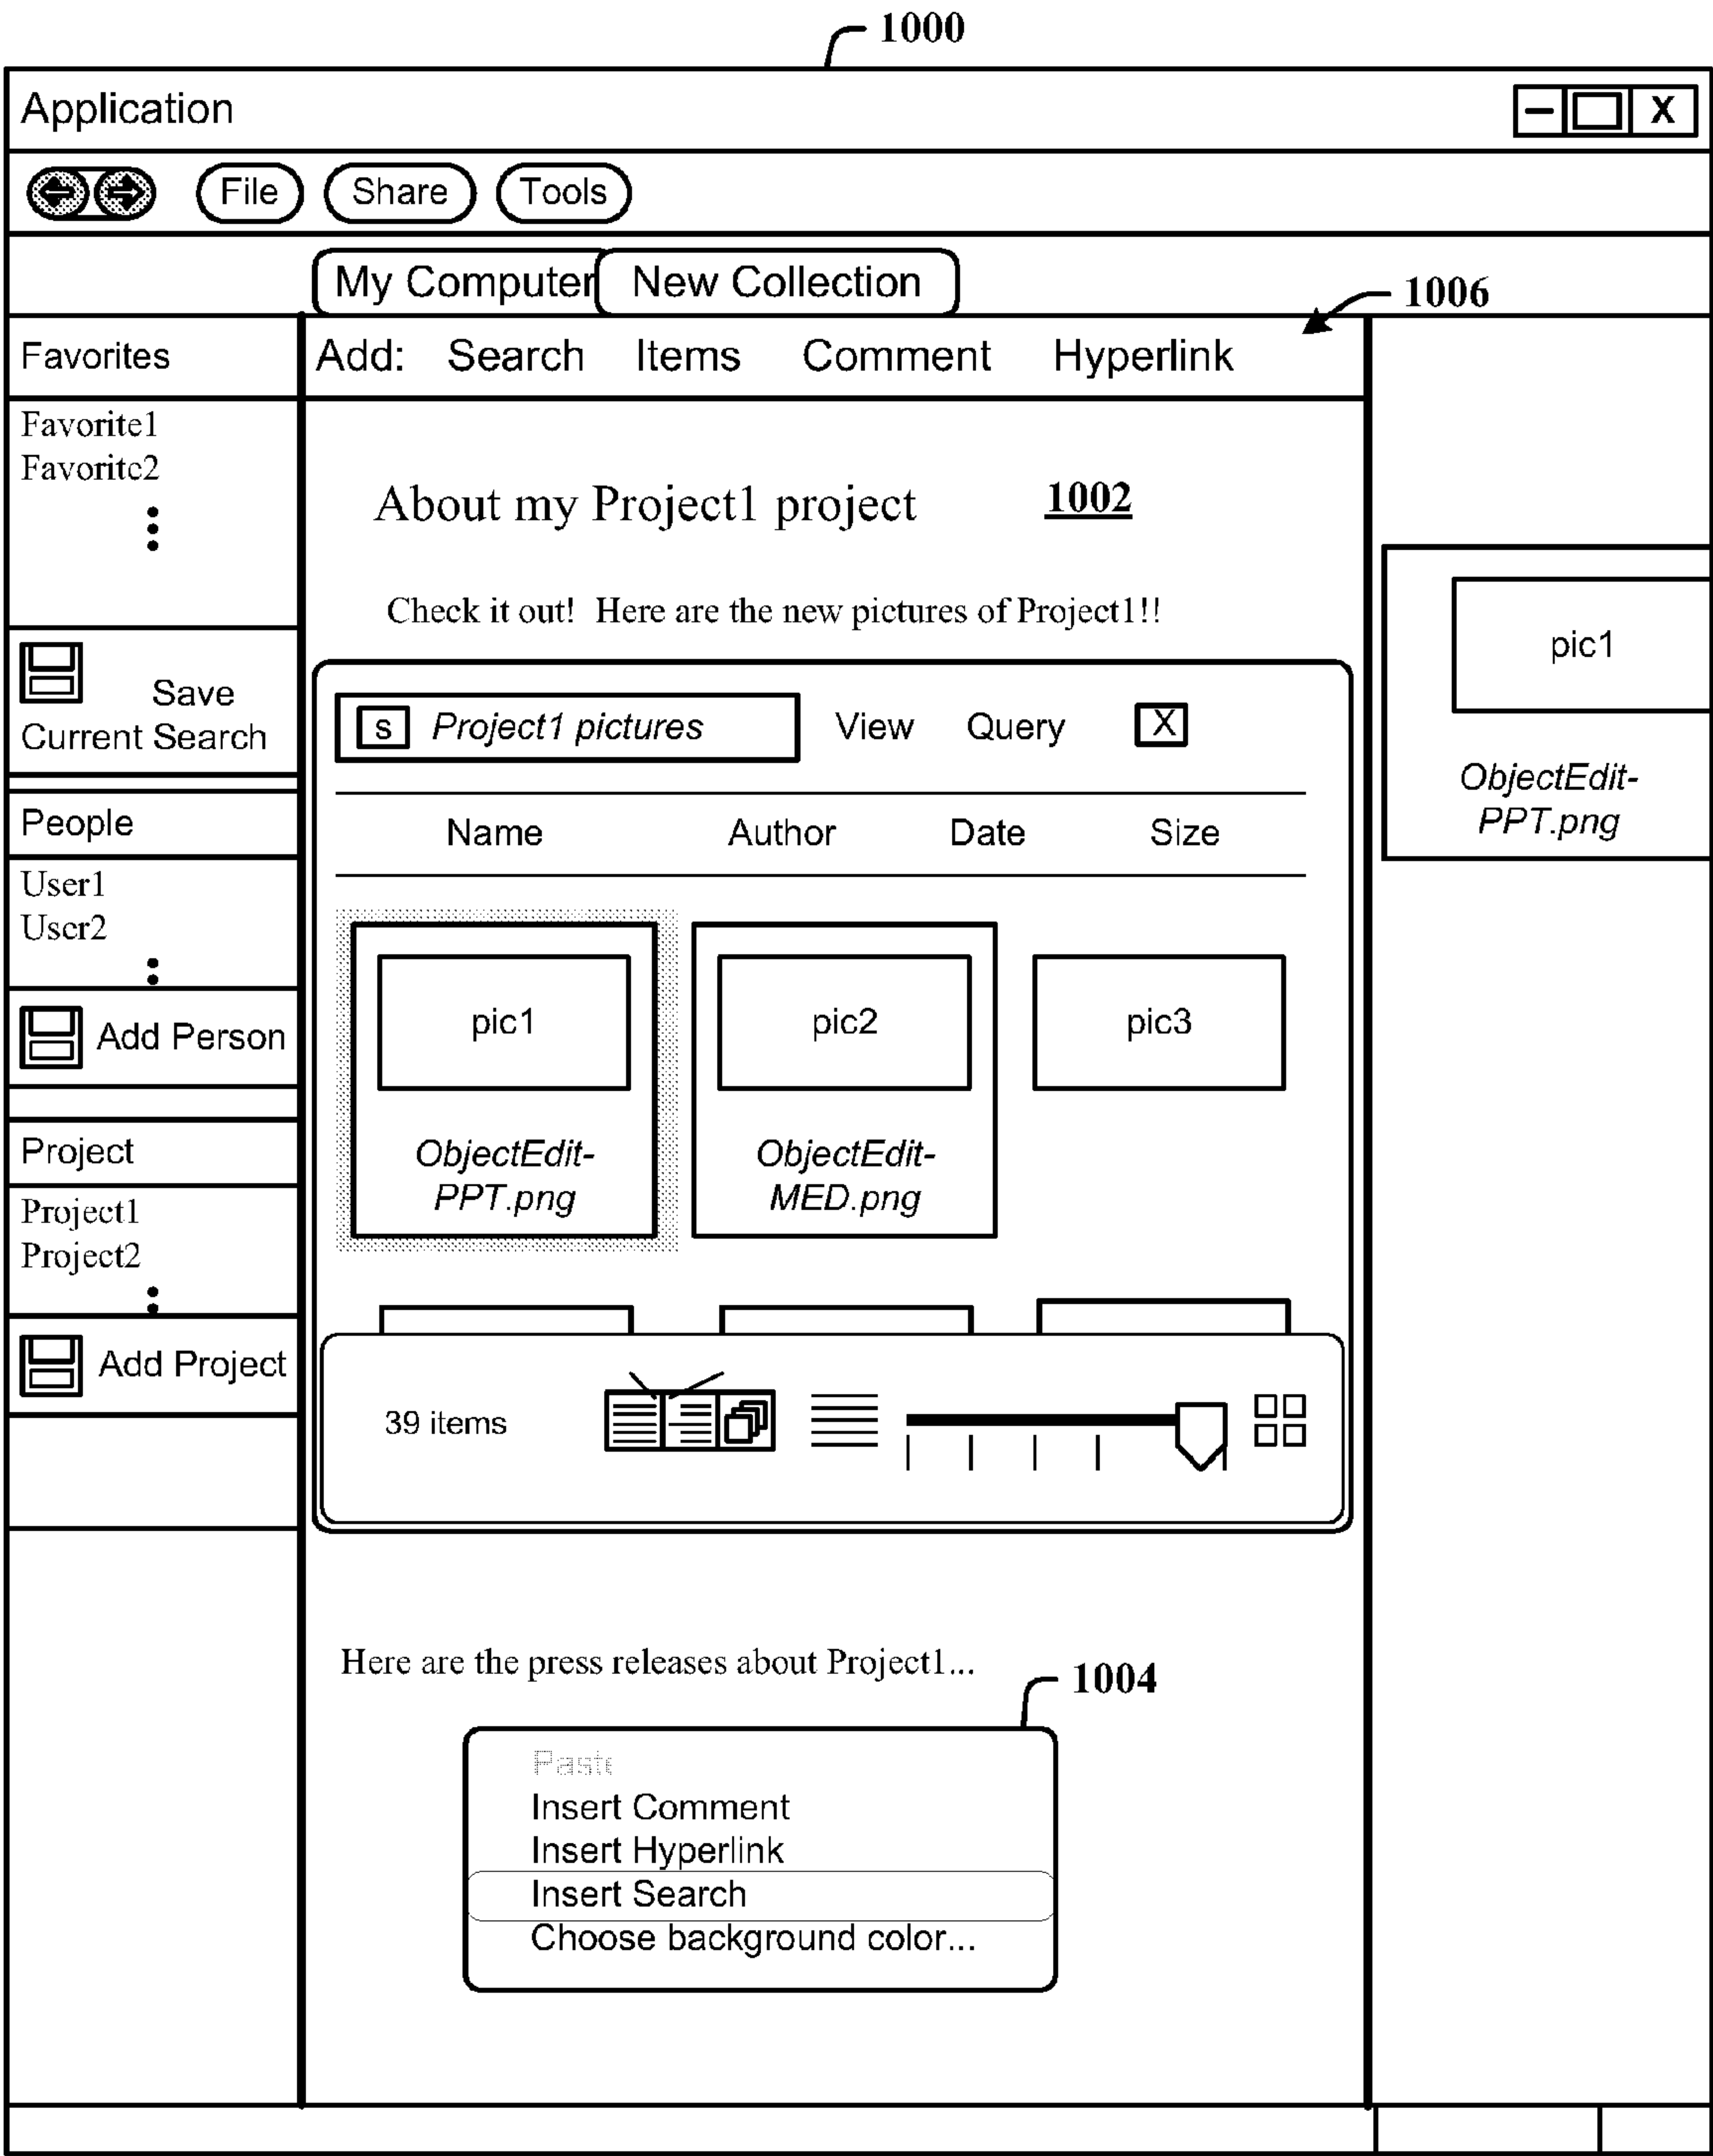 1000
Application
X
File Share Tools
My Computer New Collection
1006
Favorites
Add: Search Items Comment Hyperlink
Favorite1
Favorite2
About my Project1 project 1002
Check it out! Here are the new pictures of Project1!!
Save
Current Search
s Project1 pictures View Query X
Name Author Date Size
People
User1
User2
Add Person
Project
Project1
Project2
Add Project
pic1
ObjectEdit-
PPT.png
pic2
ObjectEdit-
MED.png
pic3
39 items
pic1
ObjectEdit-
PPT.png
Here are the press releases about Project1...
1004
Paste
Insert Comment
Insert Hyperlink
Insert Search
Choose background color...